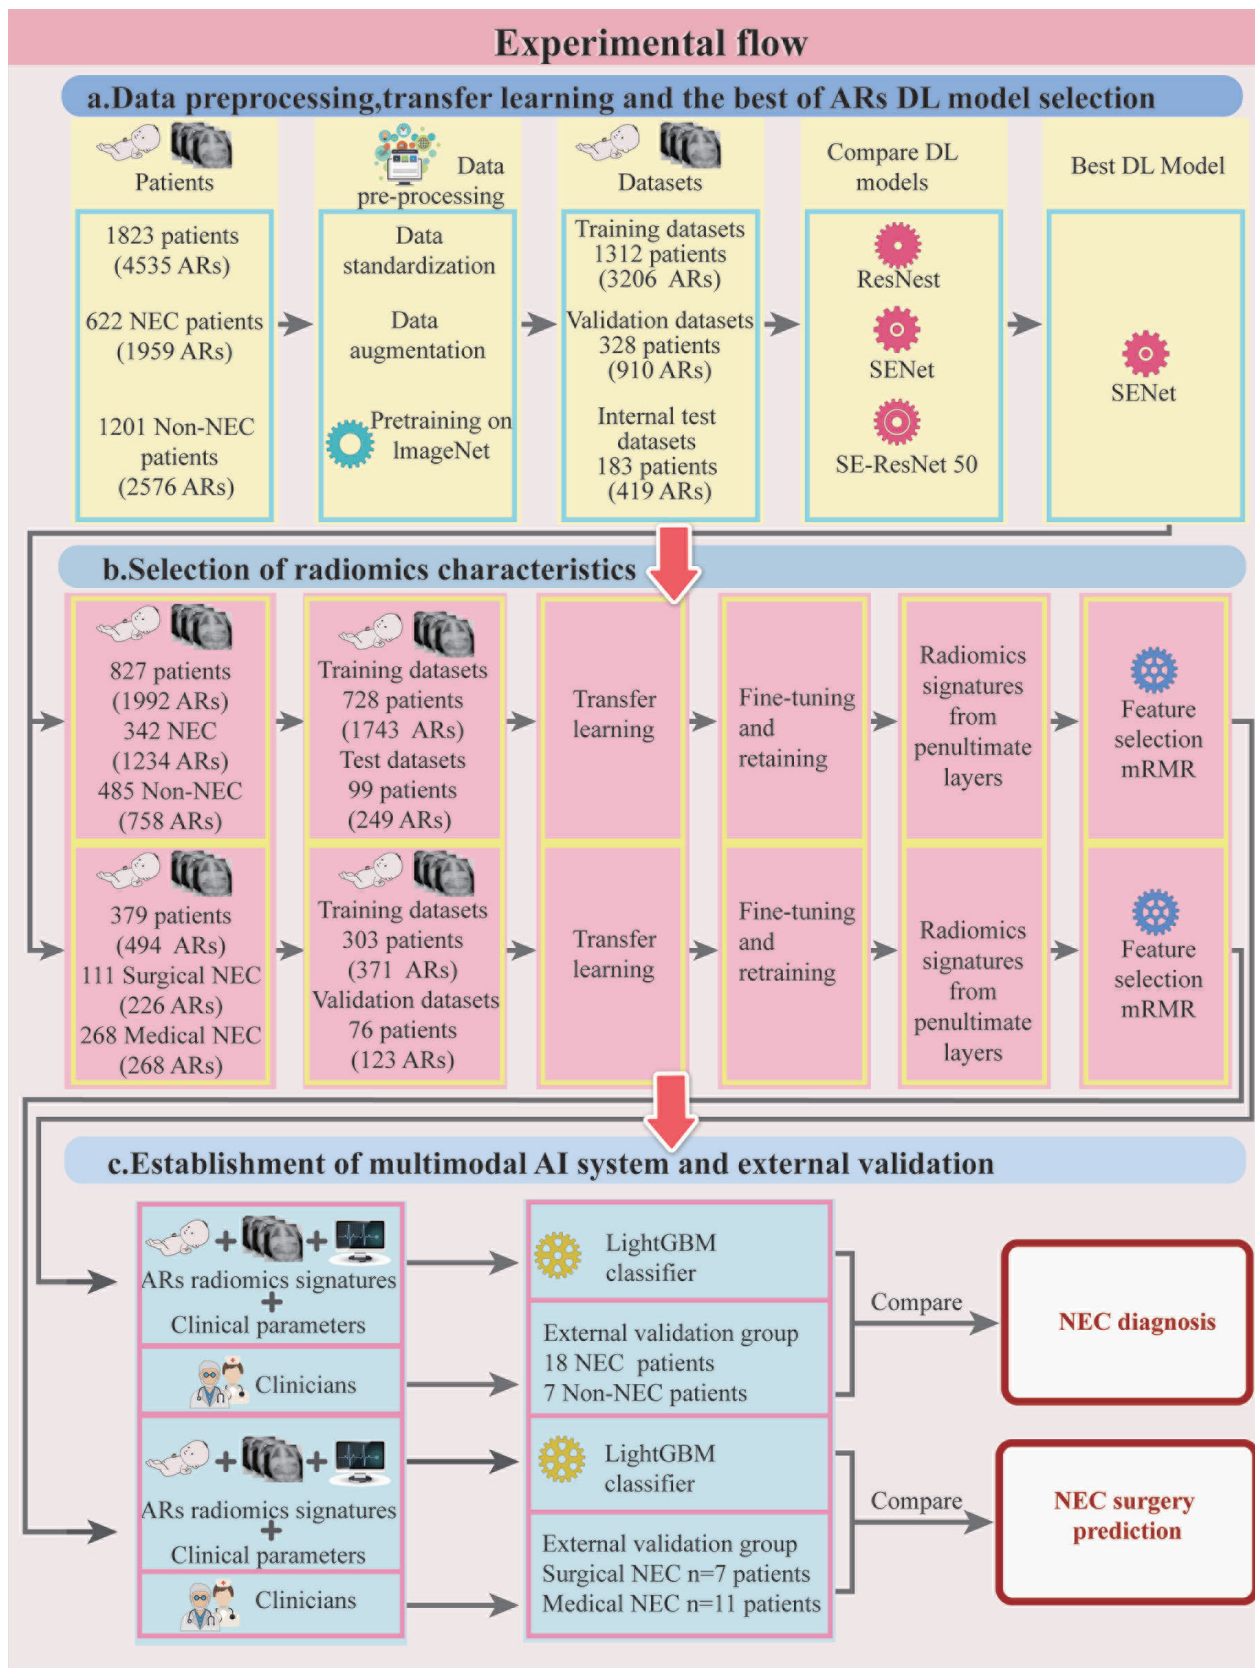 Experimental flow
a.Data preprocessing,transfer learning and the best of ARs DL model selection
Patients
1823 patients
(4535 ARs)
622 NEC patients
(1959 ARs)
1201 Non-NEC
patients
(2576 ARs)
Data
pre-processing
Data
standardization
Data
augmentation
Pretraining on
lmageNet
Datasets
Training datasets
1312 patients
(3206 ARs)
Validation datasets
328 patients
(910 ARs)
Internal test
datasets
183 patients
(419 ARs)
Compare DL
models
ResNest
SENet
SE-ResNet 50
Best DL Model
SENet
b.Selection of radiomics characteristics
827 patients
(1992 ARs)
342 NEC
(1234 ARs)
485 Non-NEC
(758 ARs)
Training datasets
728 patients
(1743 ARs)
Test datasets
99 patients
(249 ARs)
Transfer
learning
Fine-tuning
and
retaining
Radiomics
signatures
from
penultimate
layers
Feature
selection
mRMR
379 patients
(494 ARs)
111 Surgical NEC
(226 ARs)
268 Medical NEC
(268 ARs)
Training datasets
303 patients
(371 ARs)
Validation datasets
76 patients
(123 ARs)
Transfer
learning
Fine-tuning
and
retraining
Radiomics
signatures
from
penultimate
layers
Feature
selection
mRMR
c.Establishment of multimodal AI system and external validation
+ +
ARs radiomics signatures
+
Clinical parameters
Clinicians
LightGBM
classifier
External validation group
18 NEC patients
7 Non-NEC patients
Compare
NEC diagnosis
+ +
ARs radiomics signatures
+
Clinical parameters
Clinicians
LightGBM
classifier
External validation group
Surgical NEC n=7 patients
Medical NEC n=11 patients
Compare
NEC surgery
prediction